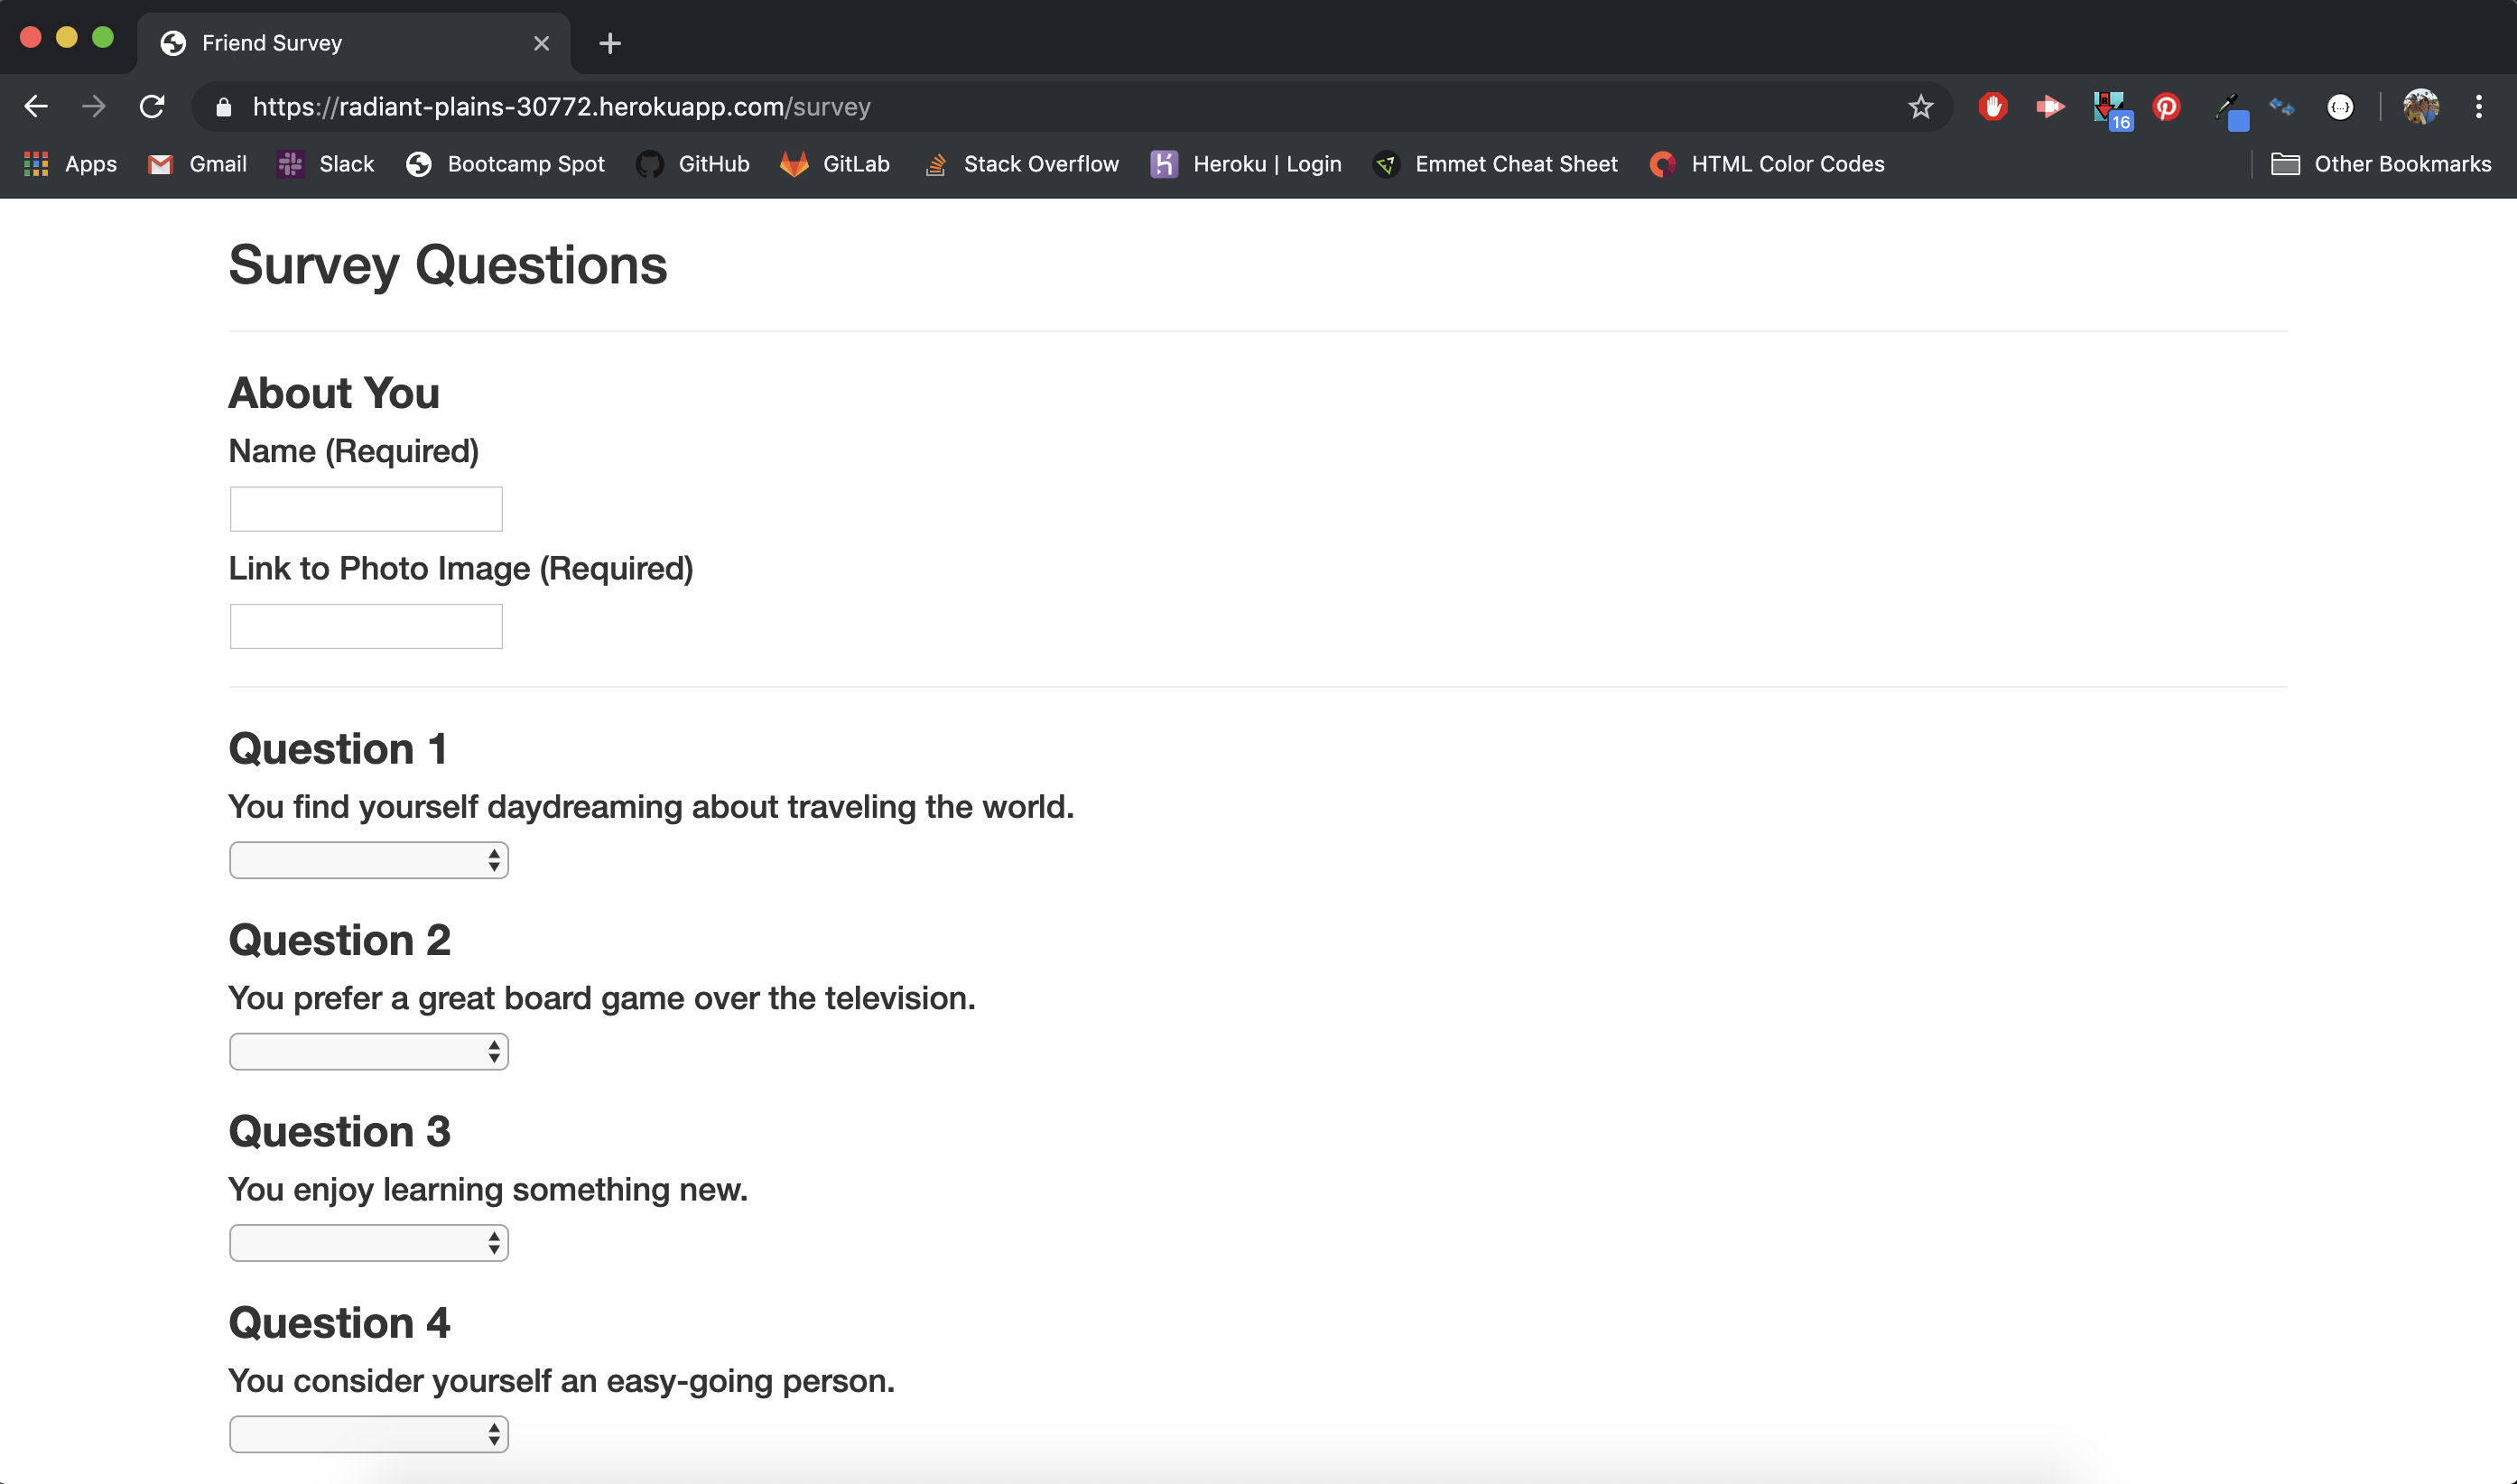 Friend Survey
https://radiant-plains-30772.herokuapp.com/survey
16
Apps Gmail Slack Bootcamp Spot GitHub GitLab Stack Overflow Heroku | Login Emmet Cheat Sheet HTML Color Codes Other Bookmarks
Survey Questions
About You
Name (Required)
Link to Photo Image (Required)
Question 1
You find yourself daydreaming about traveling the world.
Question 2
You prefer a great board game over the television.
Question 3
You enjoy learning something new.
Question 4
You consider yourself an easy-going person.